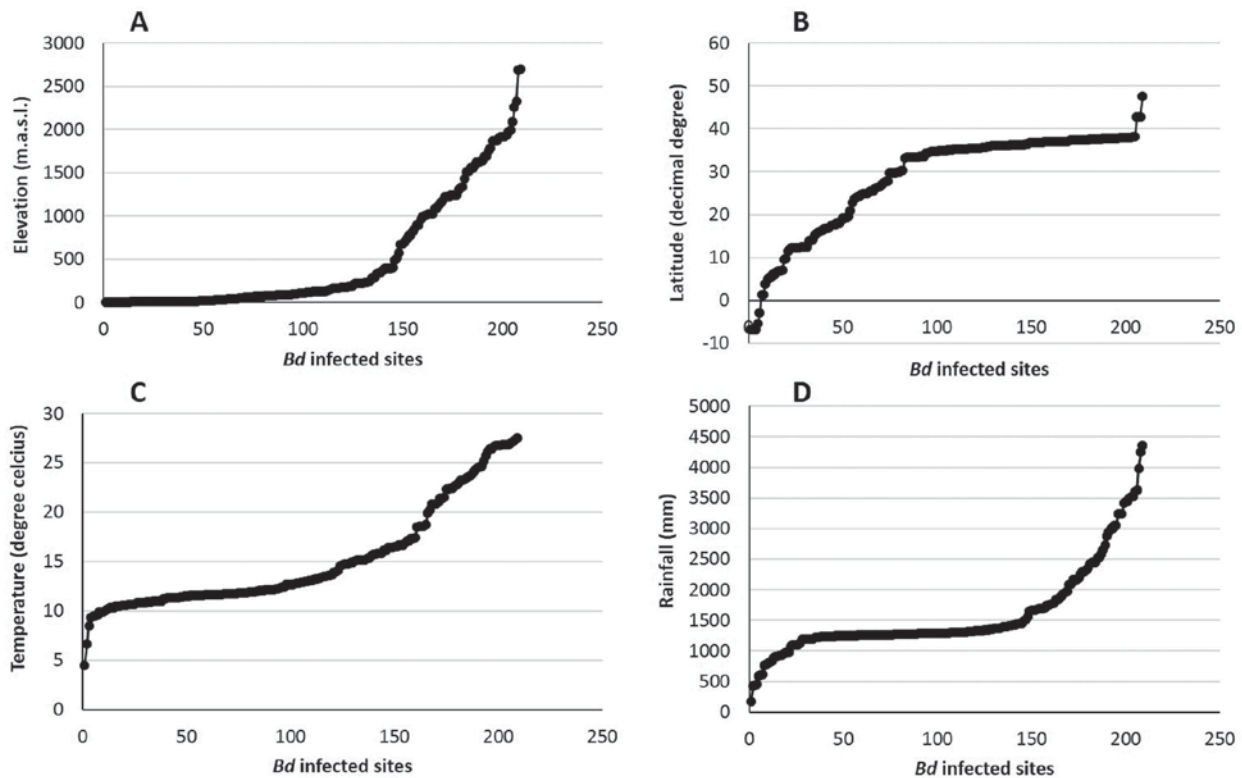 A
3000
2500
2000
1500
1000
500
0
Elevation (m.a.s.l.)
0 50 100 150 200 250
Bd infected sites
B
60
50
40
30
20
10
0
-10
Latitude (decimal degree)
0 50 100 150 200 250
Bd infected sites
C
30
25
20
15
10
5
0
Temperature (degree celcius)
0 50 100 150 200 250
Bd infected sites
D
5000
4500
4000
3500
3000
2500
2000
1500
1000
500
0
Rainfall (mm)
0 50 100 150 200 250
Bd infected sites